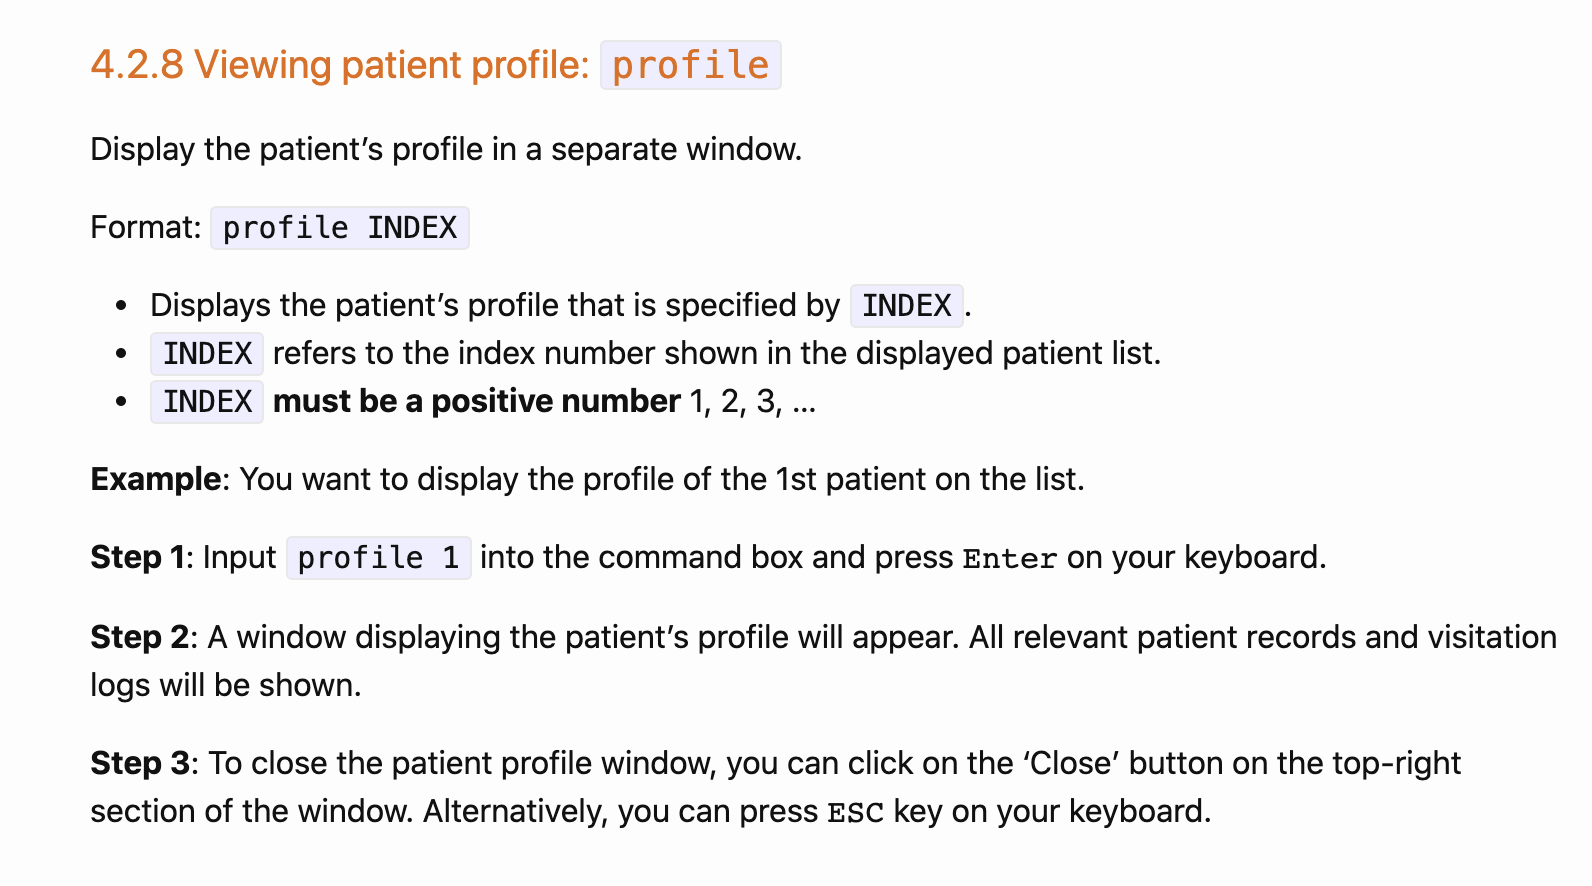 4.2.8 Viewing patient profile: profile
Display the patient’s profile in a separate window.
Format: profile INDEX
• Displays the patient’s profile that is specified by INDEX.
• INDEX refers to the index number shown in the displayed patient list.
• INDEX must be a positive number 1, 2, 3, …
Example: You want to display the profile of the 1st patient on the list.
Step 1: Input profile 1 into the command box and press Enter on your keyboard.
Step 2: A window displaying the patient’s profile will appear. All relevant patient records and visitation
logs will be shown.
Step 3: To close the patient profile window, you can click on the ‘Close’ button on the top-right
section of the window. Alternatively, you can press ESC key on your keyboard.